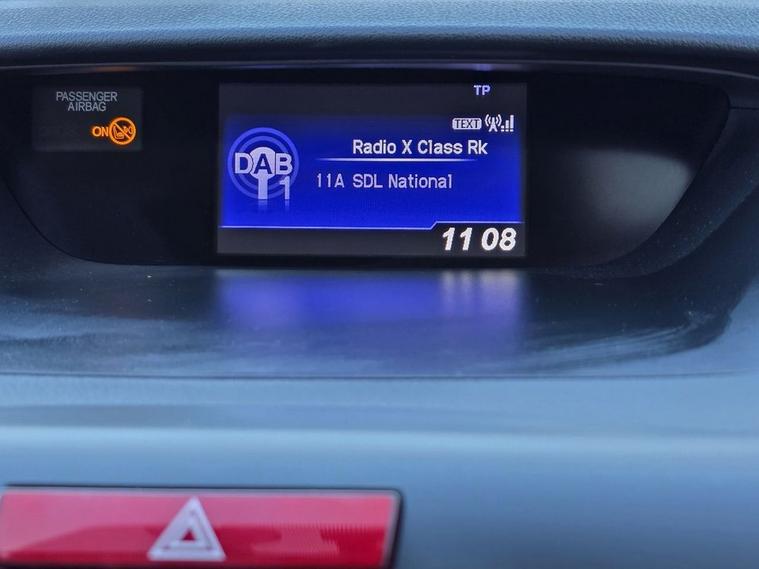 PASSENGER
AIRBAG
ON
TP
TEXT
Radio X Class Rk
DAB
1
11A SDL National
11 08